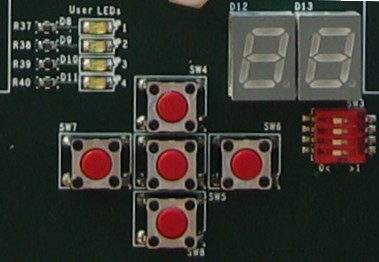 User LEDs
D12 D13
R37 D8 1
R38 D9 2
R39 D10 3
R40 D11 4
SW4
SW3
SW7 SW6
0< >1
SW5
SW8